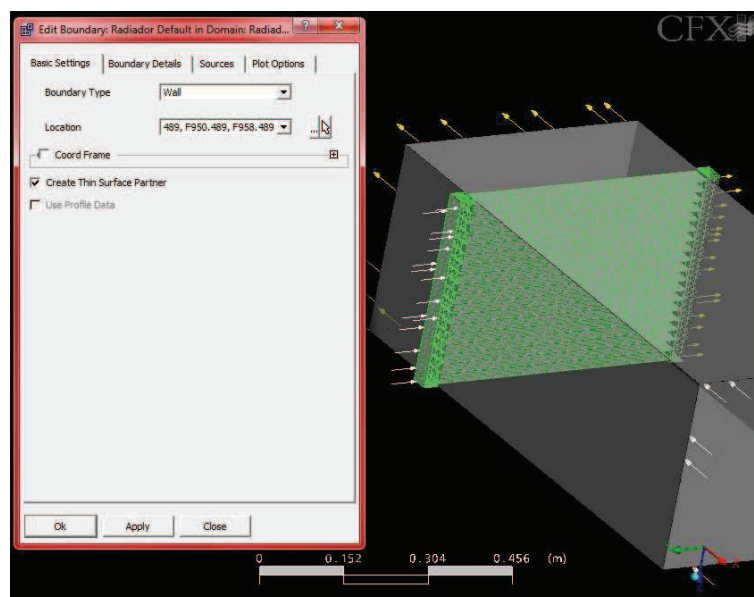 Edit Boundary: Radiador Default in Domain: Radiad...
CFX
Basic Settings
Boundary Details
Sources
Plot Options
Boundary Type
Wall
Location
489, F950.489, F958.489
...
Coord Frame
Create Thin Surface Partner
Use Profile Data
Ok
Apply
Close
0 0.152 0.304 0.456 (m)
X